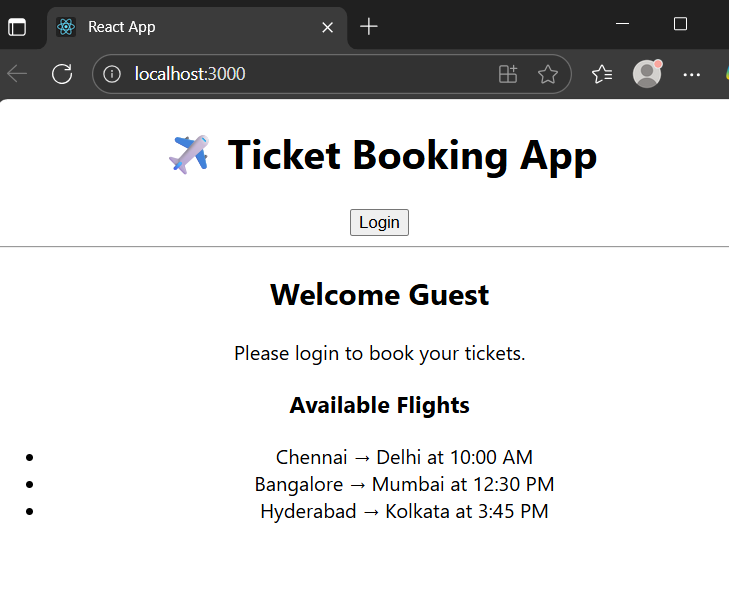 React App
localhost:3000
✈️ Ticket Booking App
Login
Welcome Guest
Please login to book your tickets.
Available Flights
• Chennai → Delhi at 10:00 AM
• Bangalore → Mumbai at 12:30 PM
• Hyderabad → Kolkata at 3:45 PM